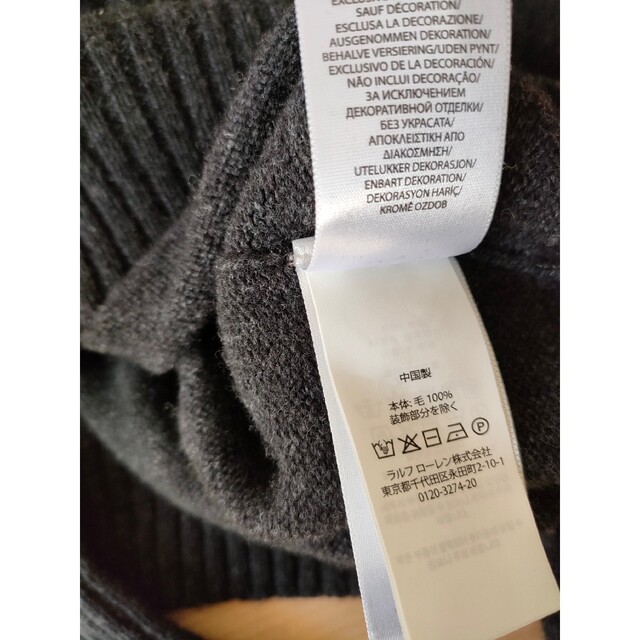 SAUF DÉCORATION/
ESCLUSA LA DECORAZIONE/
AUSGENOMMEN DEKORATION/
BEHALVE VERSIERING/UDEN PYNT/
EXCLUSIVO DE LA DECORACIÓN/
NÃO INCLUI DECORAÇÃO/
ЗА ИСКЛЮЧЕНИЕМ
ДЕКОРАТИВНОЙ ОТДЕЛКИ/
БЕЗ УКРАСАТА/
ΑΠΟΚΛΕΙΣΤΙΚΗ ΑΠΟ
ΔΙΑΚΟΣΜΗΣΗ/
UTELUKKER DEKORASJON/
ENBART DEKORATION/
DEKORASYON HARİÇ/
KROMĚ OZDOB
中国製
本体: 毛 100%
装飾部分を除く
P
ラルフ ローレン株式会社
東京都千代田区永田町2-10-1
0120-3274-20